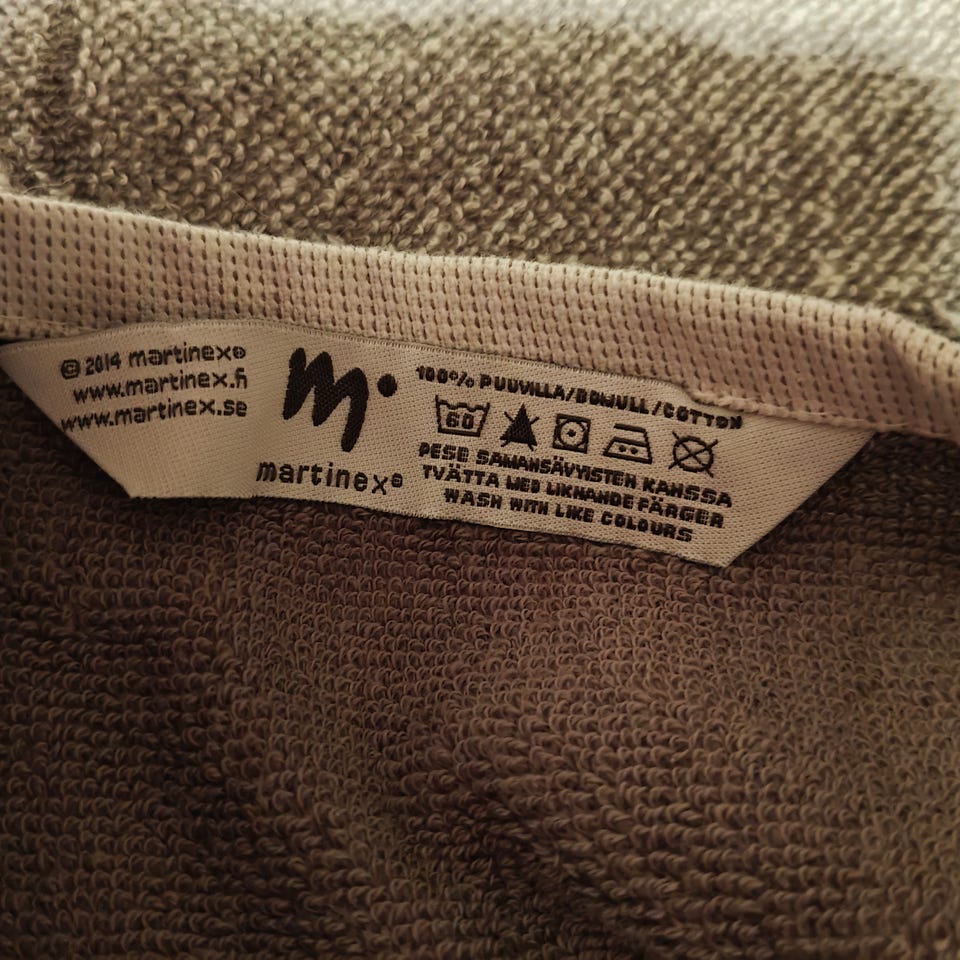 © 2014 martinex®
www.martinex.fi
www.martinex.se
m.
martinex®
100% PUUVILLA/BOMULL/COTTON
60
PESE SAMANSÄVYISTEN KANSSA
TVÄTTA MED LIKNANDE FÄRGER
WASH WITH LIKE COLOURS